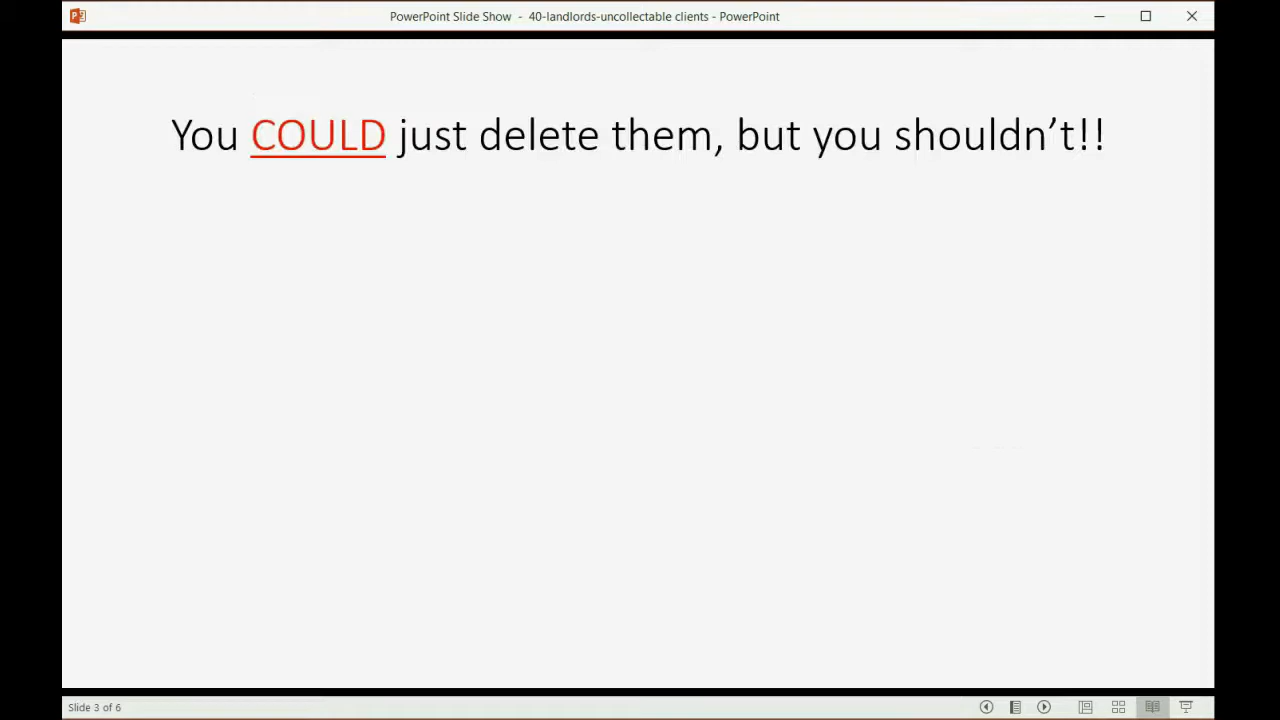 PowerPoint Slide Show - 40-landlords-uncollectable clients - PowerPoint
You COULD just delete them, but you shouldn’t!!
Slide 3 of 6